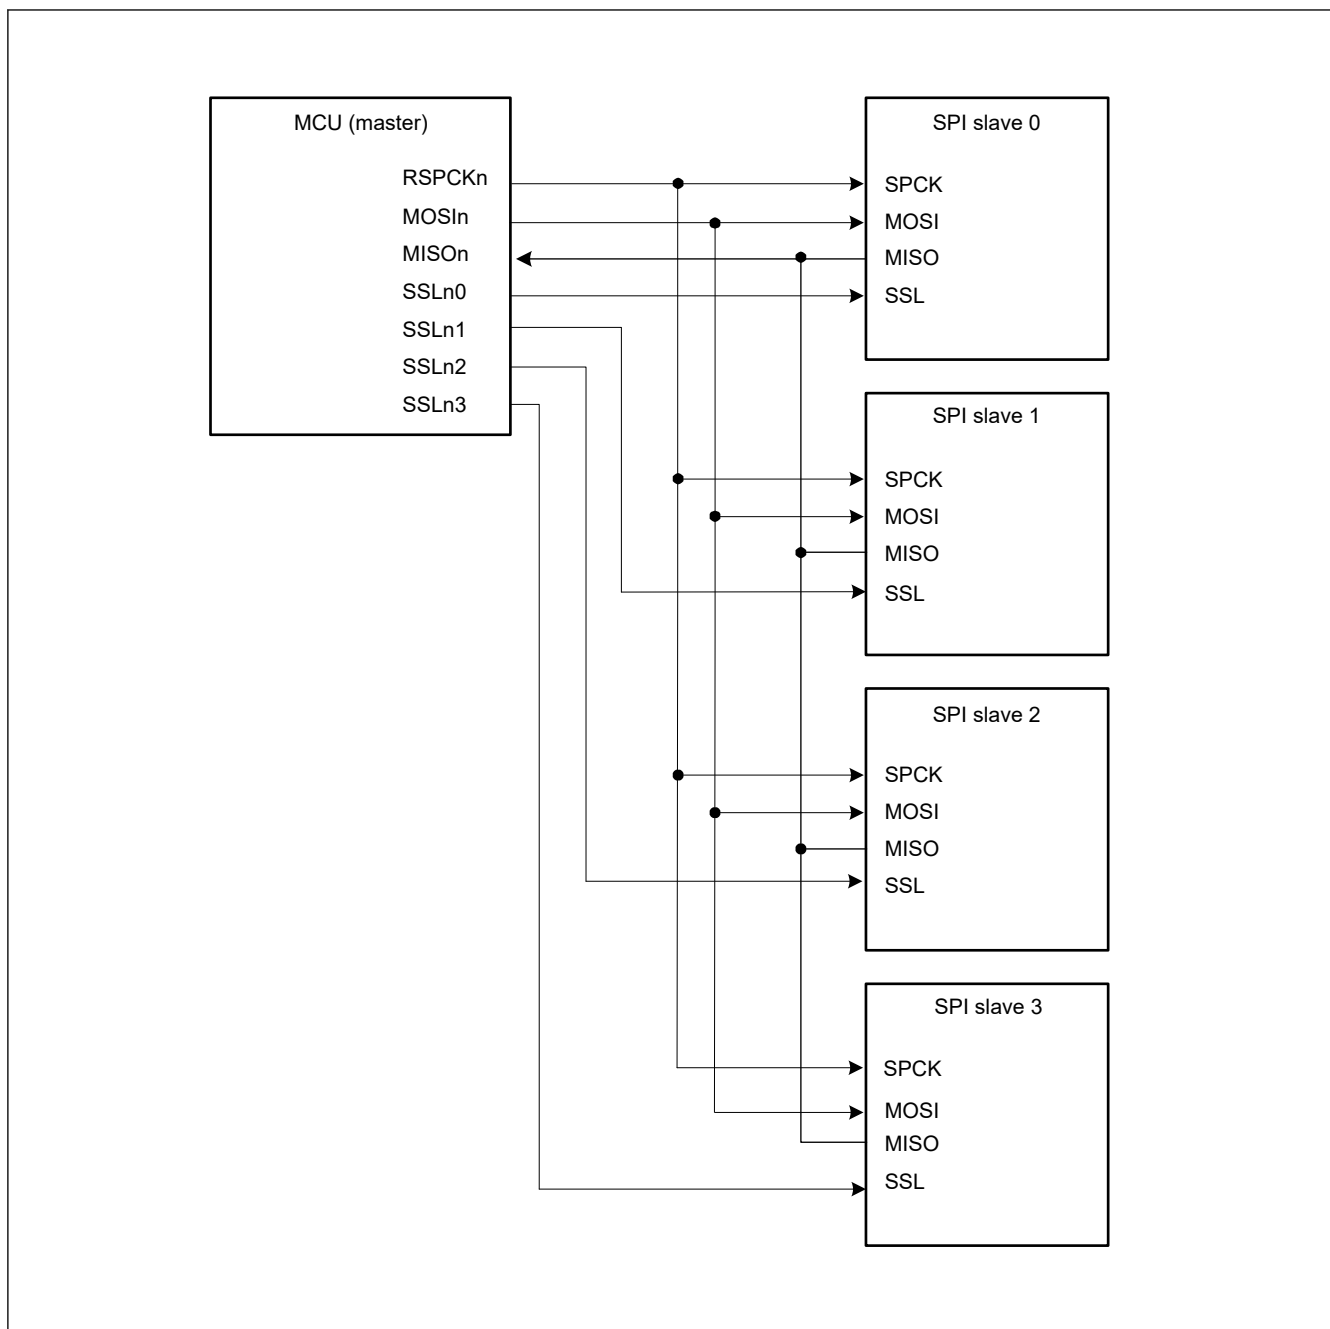 MCU (master)
RSPCKn
MOSIn
MISOn
SSLn0
SSLn1
SSLn2
SSLn3
SPI slave 0
SPCK
MOSI
MISO
SSL
SPI slave 1
SPCK
MOSI
MISO
SSL
SPI slave 2
SPCK
MOSI
MISO
SSL
SPI slave 3
SPCK
MOSI
MISO
SSL